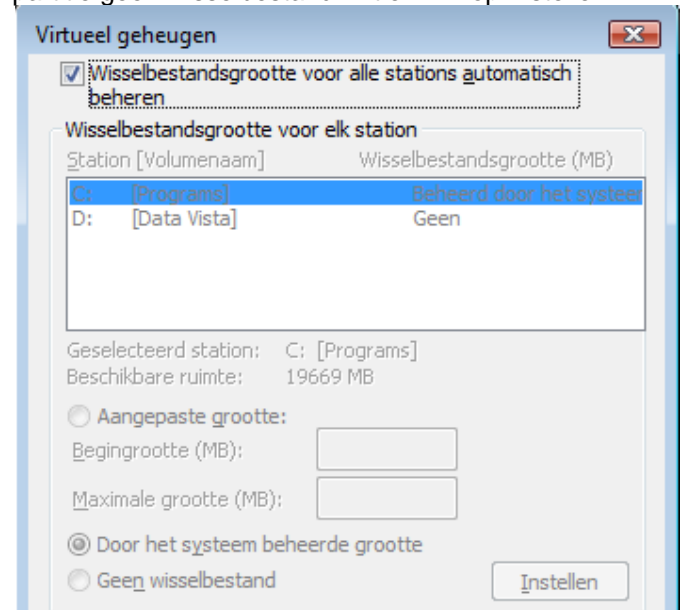 Virtueel geheugen
Wisselbestandsgrootte voor alle stations automatisch
beheren
Wisselbestandsgrootte voor elk station
Station [Volumenaam] Wisselbestandsgrootte (MB)
C: [Programs] Beheerd door het systeem
D: [Data Vista] Geen
Geselecteerd station: C: [Programs]
Beschikbare ruimte: 19669 MB
Aangepaste grootte:
Begingrootte (MB):
Maximale grootte (MB):
Door het systeem beheerde grootte
Geen wisselbestand
Instellen